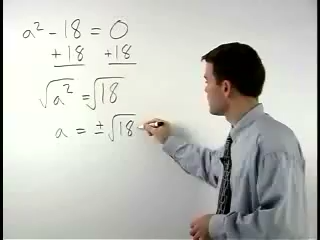 a² - 18 = 0
+18 +18
√a² = √18
a = ±√18